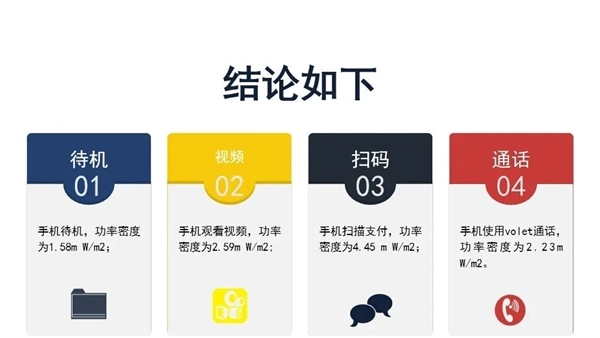 结论如下
待机
01
手机待机，功率密度
为1.58m W/m2；
视频
02
手机观看视频，功率
密度为2.59m W/m2；
扫码
03
手机扫描支付，功率
密度为4.45 m W/m2；
通话
04
手机使用volet通话，
功率密度为2.23m
W/m2。